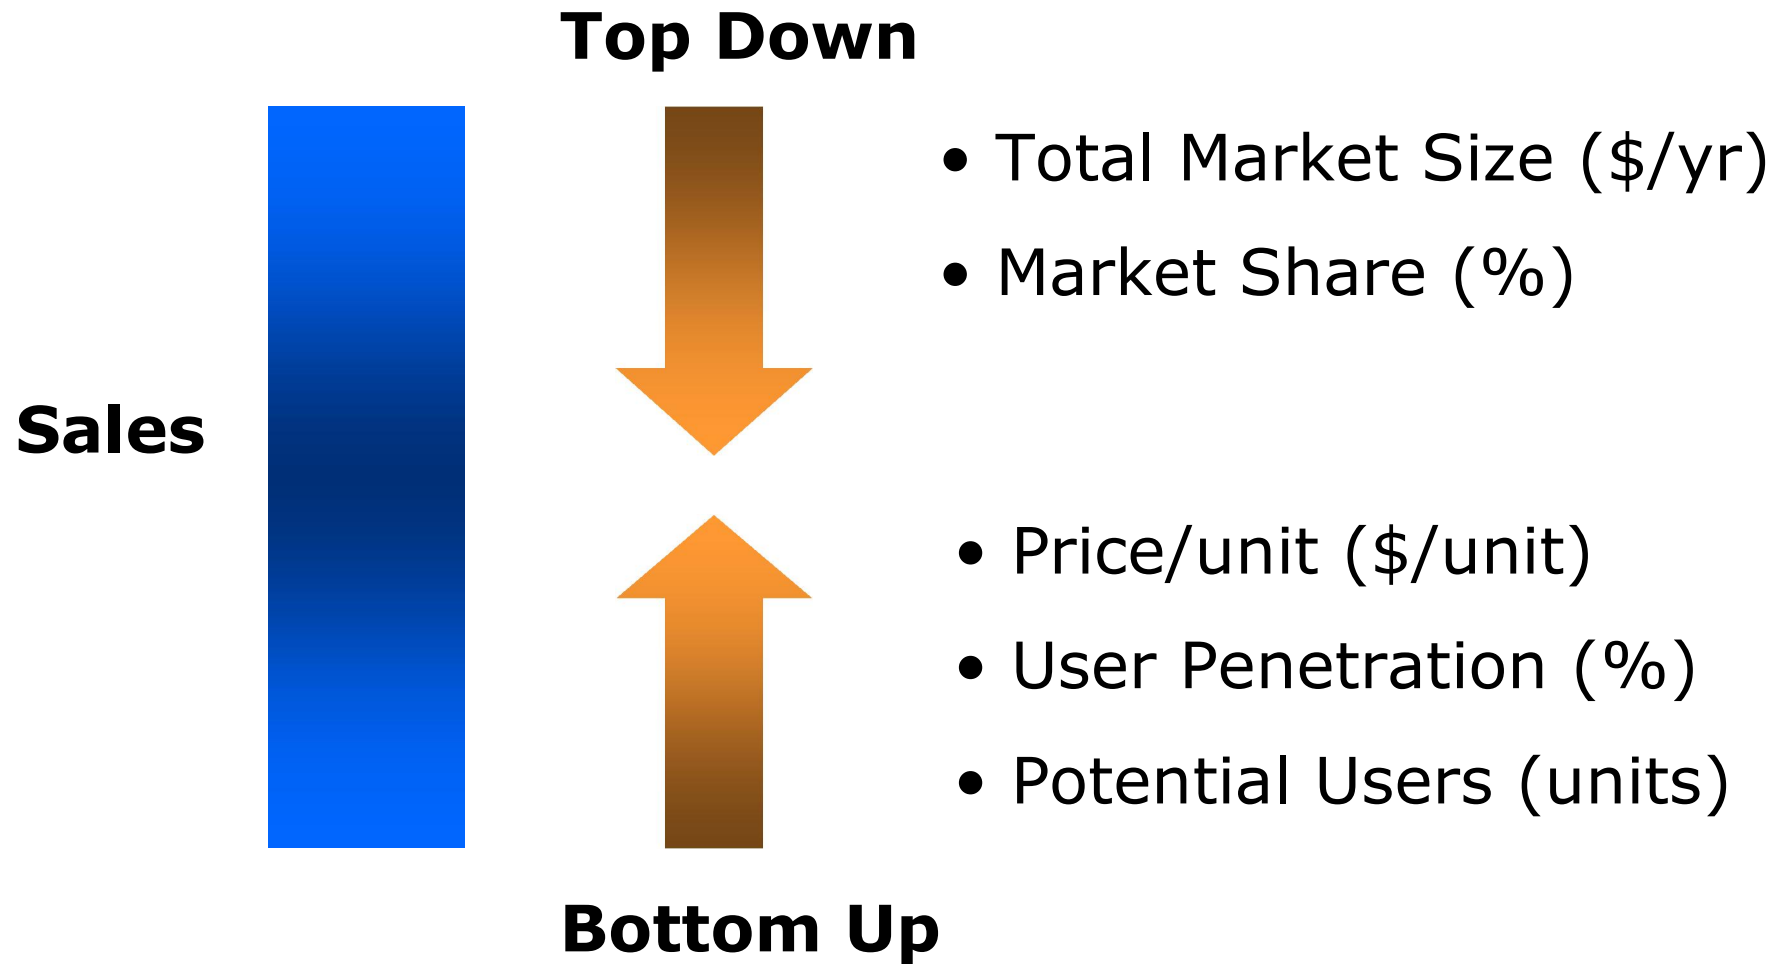 Top Down
• Total Market Size ($/yr)
• Market Share (%)
Sales
• Price/unit ($/unit)
• User Penetration (%)
• Potential Users (units)
Bottom Up